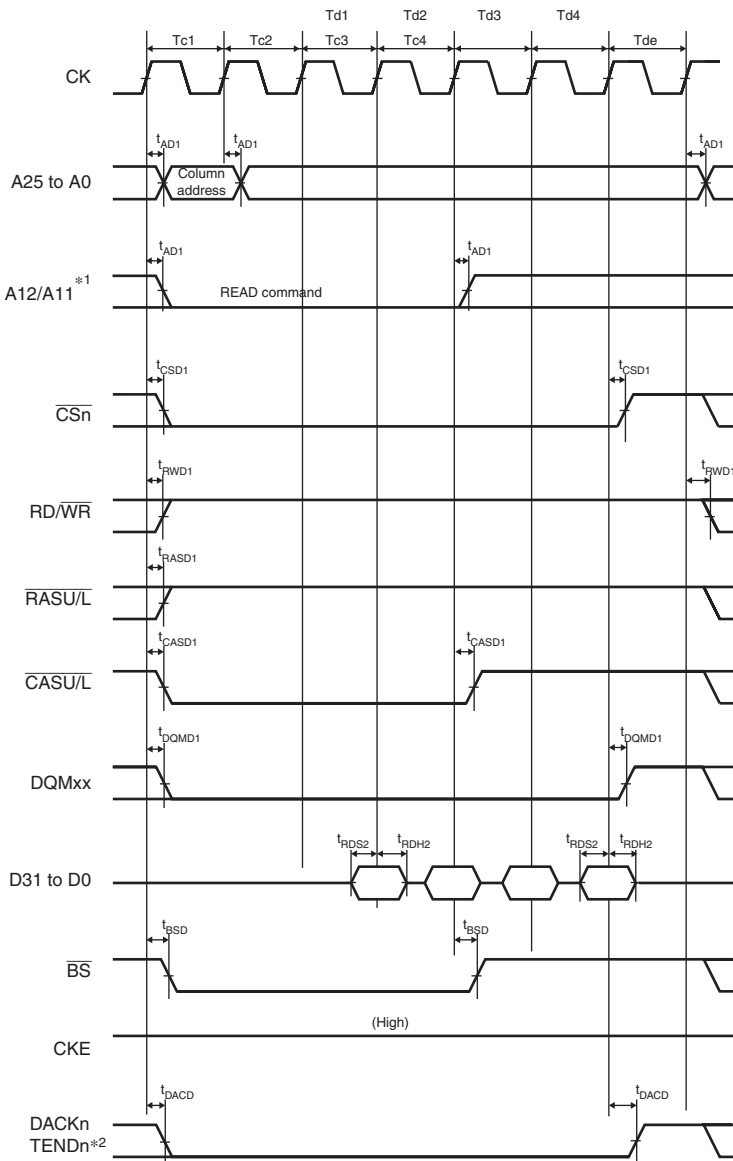 Td1 Td2 Td3 Td4
Tc1 Tc2 Tc3 Tc4 Tde
CK
tAD1 tAD1 tAD1
A25 to A0
Column
address
tAD1 tAD1
A12/A11*1
READ command
tCSD1 tCSD1
CSn
tRWD1 tRWD1
RD/WR
tRASD1
RASU/L
tCASD1 tCASD1
CASU/L
tDQMD1 tDQMD1
DQMxx
tRDS2 tRDH2 tRDS2 tRDH2
D31 to D0
tBSD tBSD
BS
(High)
CKE
tDACD tDACD
DACKn
TENDn*2